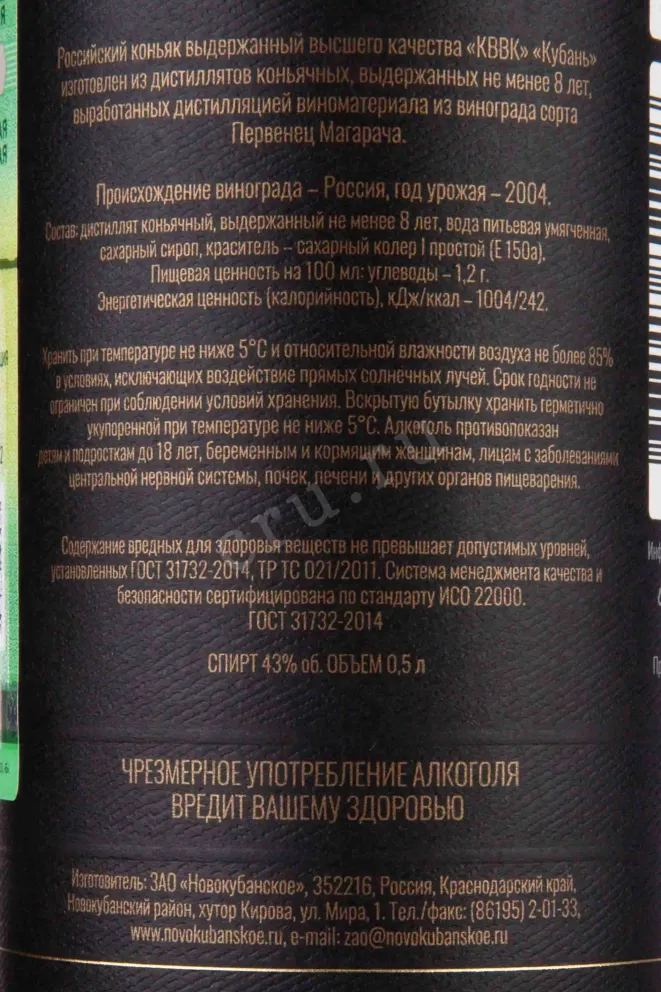 Российский коньяк выдержанный высшего качества «КВВК» «Кубань»
изготовлен из дистиллятов коньячных, выдержанных не менее 8 лет,
выработанных дистилляцией виноматериала из винограда сорта
Первенец Магарача.
Происхождение винограда – Россия, год урожая – 2004.
Состав: дистиллят коньячный, выдержанный не менее 8 лет, вода питьевая умягченная,
сахарный сироп, краситель – сахарный колер I простой (Е 150а).
Пищевая ценность на 100 мл: углеводы – 1,2 г.
Энергетическая ценность (калорийность), кДж/ккал – 1004/242.
Хранить при температуре не ниже 5°С и относительной влажности воздуха не более 85%
в условиях, исключающих воздействие прямых солнечных лучей. Срок годности не
ограничен при соблюдении условий хранения. Вскрытую бутылку хранить герметично
укупоренной при температуре не ниже 5°С. Алкоголь противопоказан
детям и подросткам до 18 лет, беременным и кормящим женщинам, лицам с заболеваниями
центральной нервной системы, почек, печени и других органов пищеварения.
Содержание вредных для здоровья веществ не превышает допустимых уровней,
установленных ГОСТ 31732-2014, ТР ТС 021/2011. Система менеджмента качества и
безопасности сертифицирована по стандарту ИСО 22000.
ГОСТ 31732-2014
СПИРТ 43% об. ОБЪЕМ 0,5 л
ЧРЕЗМЕРНОЕ УПОТРЕБЛЕНИЕ АЛКОГОЛЯ
ВРЕДИТ ВАШЕМУ ЗДОРОВЬЮ
Изготовитель: ЗАО «Новокубанское», 352216, Россия, Краснодарский край,
Новокубанский район, хутор Кирова, ул. Мира, 1. Тел./факс: (86195) 2-01-33,
www.novokubanskoe.ru, e-mail: zao@novokubanskoe.ru